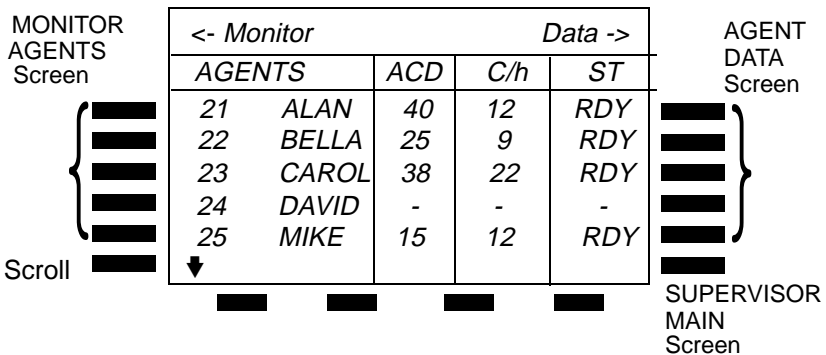 MONITOR
AGENTS
Screen
<- Monitor Data ->
AGENTS ACD C/h ST
21 ALAN 40 12 RDY
22 BELLA 25 9 RDY
23 CAROL 38 22 RDY
24 DAVID - - -
25 MIKE 15 12 RDY
Scroll
AGENT
DATA
Screen
SUPERVISOR
MAIN
Screen